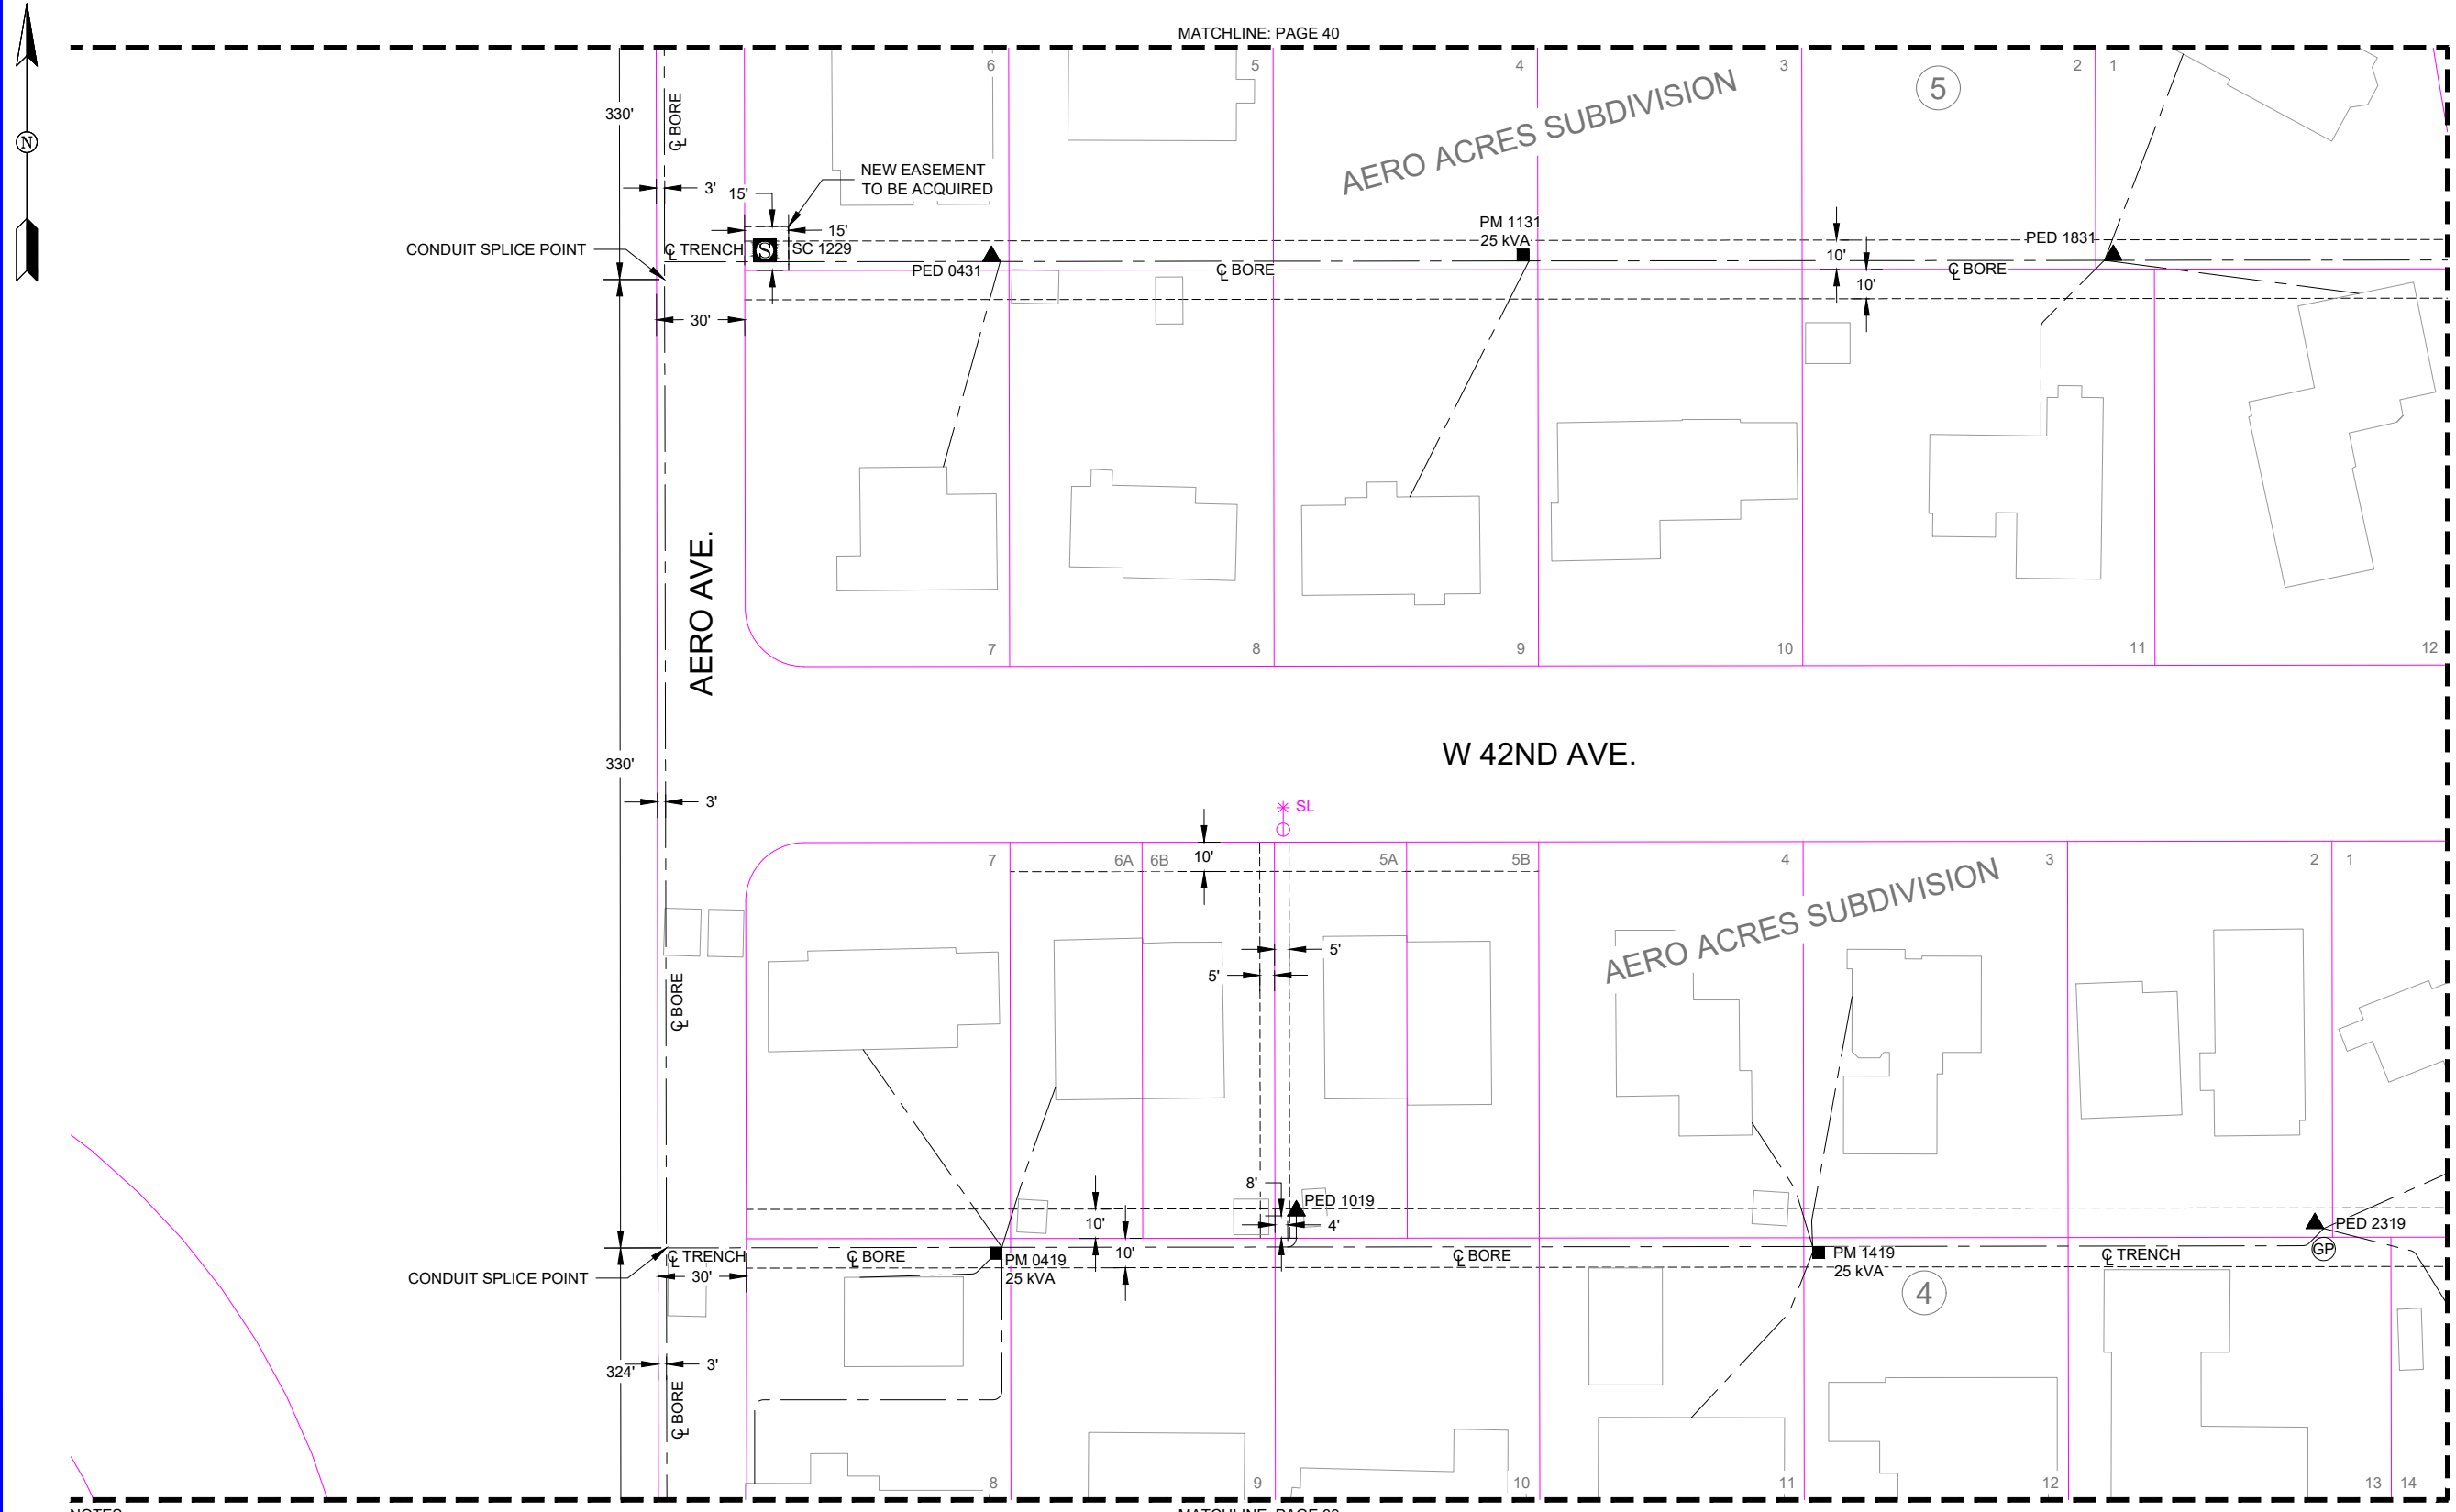 MATCHLINE: PAGE 40
N
330'
℄ BORE
6
5
4
3
2
1
5
AERO ACRES SUBDIVISION
NEW EASEMENT
TO BE ACQUIRED
3'
15'
15'
CONDUIT SPLICE POINT
℄ TRENCH
S
SC 1229
PED 0431
℄ BORE
PM 1131
25 kVA
10'
10'
℄ BORE
PED 1831
30'
AERO AVE.
7
8
9
10
11
12
W 42ND AVE.
330'
3'
SL
7
6A
6B
10'
5A
5B
4
3
2
1
AERO ACRES SUBDIVISION
5'
5'
℄ BORE
8'
PED 1019
4'
10'
10'
℄ TRENCH
℄ BORE
PM 0419
25 kVA
℄ BORE
PM 1419
25 kVA
℄ TRENCH
PED 2319
GP
CONDUIT SPLICE POINT
30'
4
324'
3'
℄ BORE
8
9
10
11
12
13
14